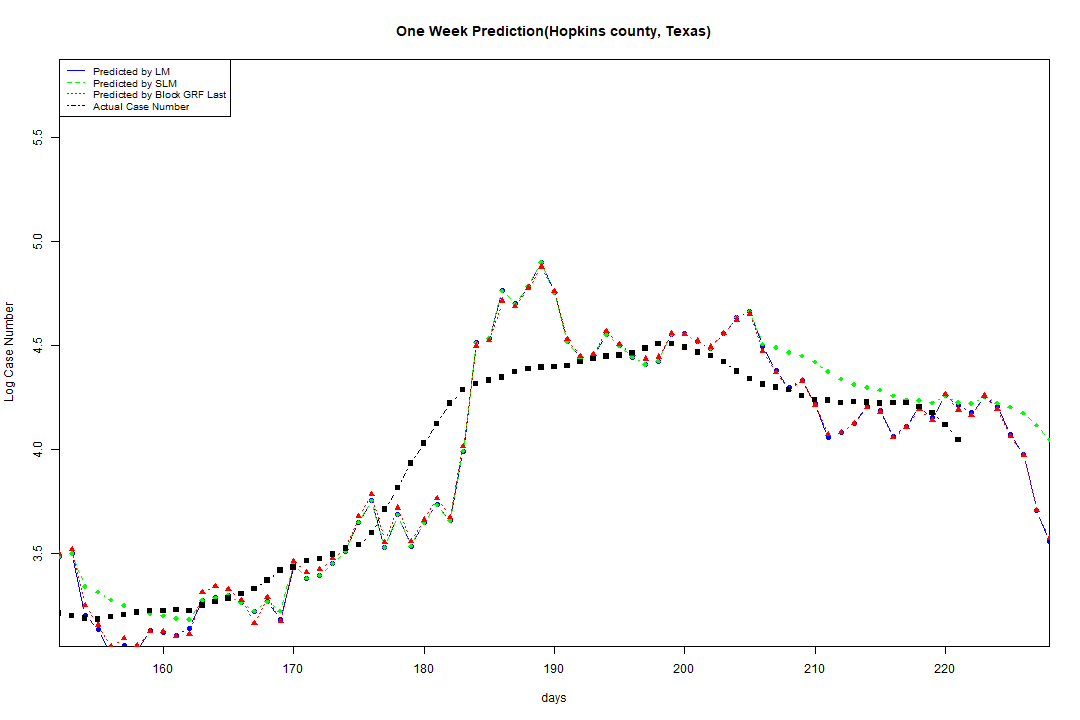 One Week Prediction(Hopkins county, Texas)
Predicted by LM
Predicted by SLM
Predicted by Block GRF Last
Actual Case Number
5.5
5.0
4.5
4.0
3.5
Log Case Number
160 170 180 190 200 210 220
days